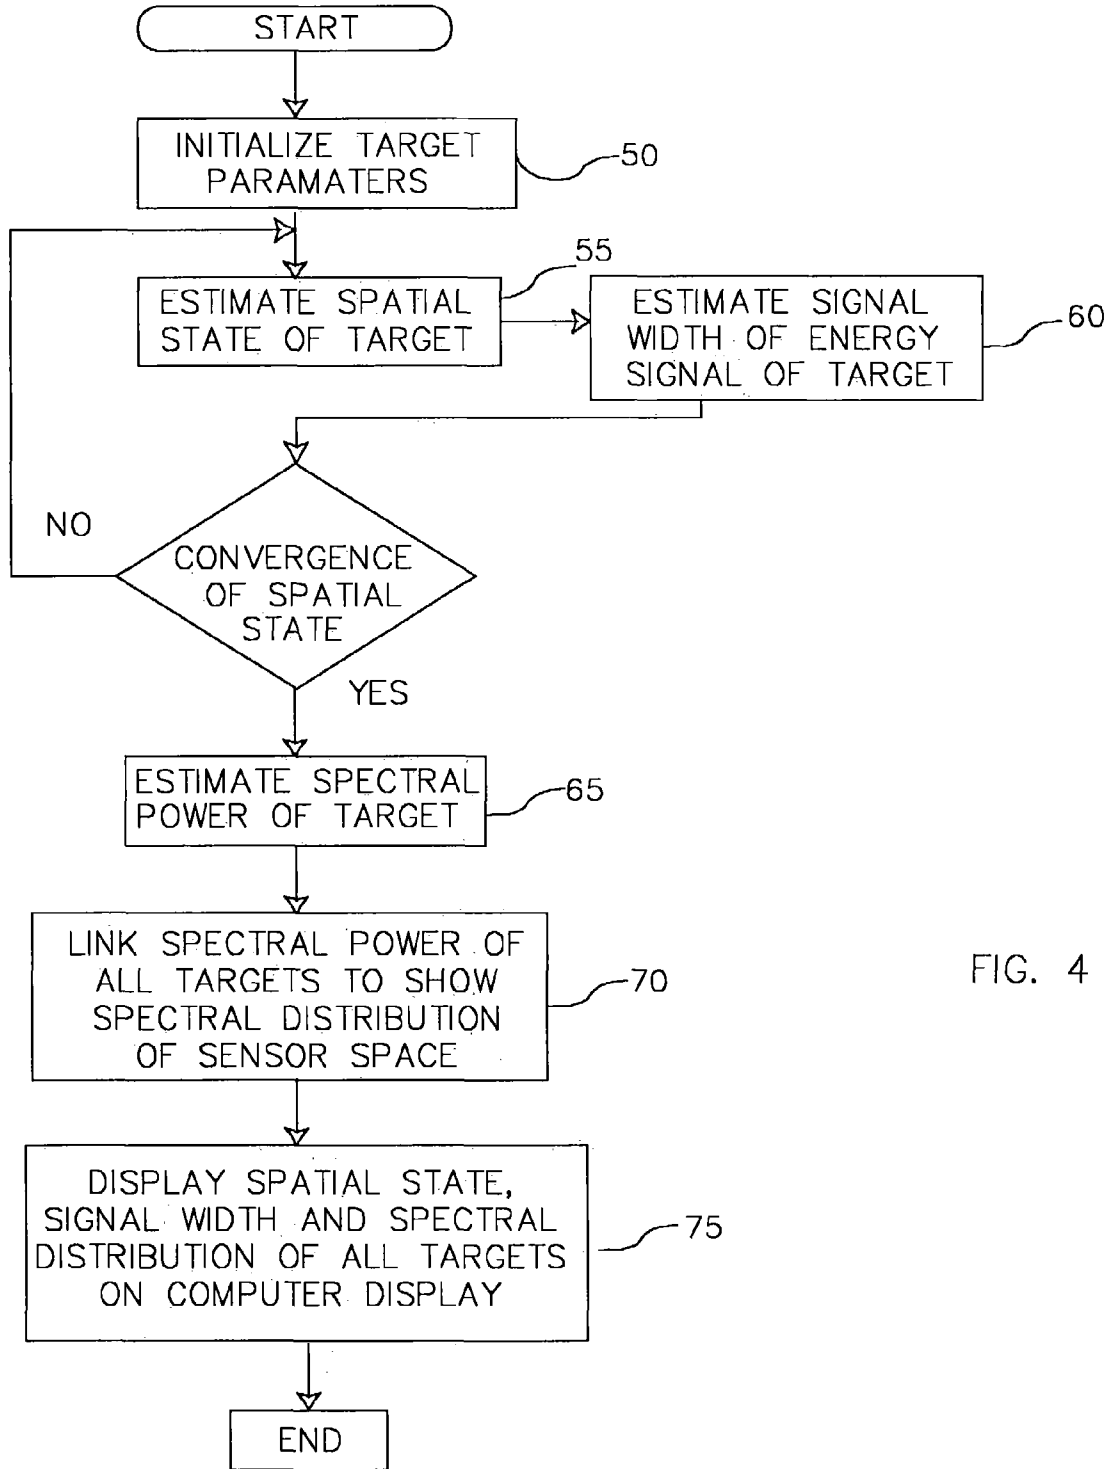 START
INITIALIZE TARGET
PARAMATERS
50
ESTIMATE SPATIAL
STATE OF TARGET
55
ESTIMATE SIGNAL
WIDTH OF ENERGY
SIGNAL OF TARGET
60
NO
CONVERGENCE
OF SPATIAL
STATE
YES
ESTIMATE SPECTRAL
POWER OF TARGET
65
LINK SPECTRAL POWER OF
ALL TARGETS TO SHOW
SPECTRAL DISTRIBUTION
OF SENSOR SPACE
70
FIG. 4
DISPLAY SPATIAL STATE,
SIGNAL WIDTH AND SPECTRAL
DISTRIBUTION OF ALL TARGETS
ON COMPUTER DISPLAY
75
END